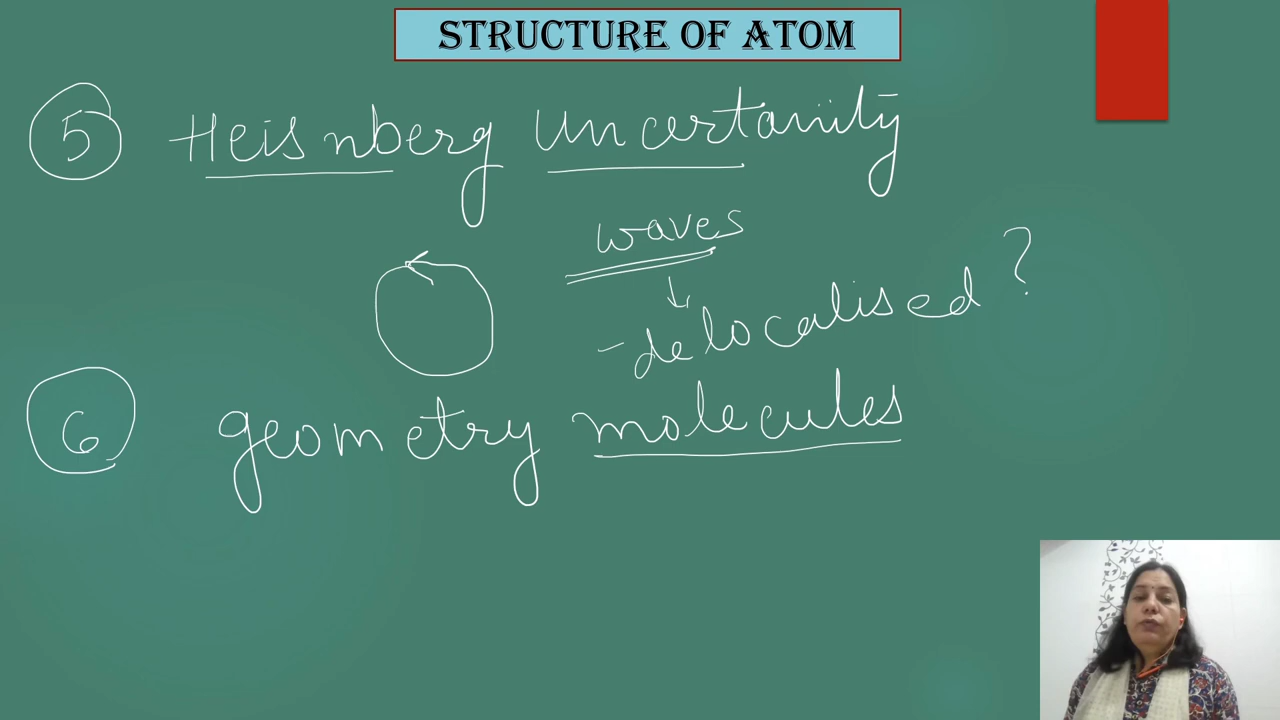 STRUCTURE OF ATOM
5 Heisnberg uncertainity
waves
↓
- delocalised ?
6 geometry molecules